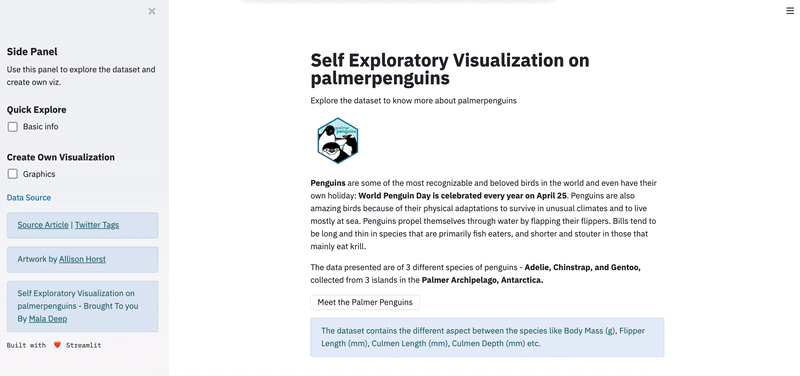 Side Panel
Use this panel to explore the dataset and
create own viz.
Quick Explore
Basic info
Create Own Visualization
Graphics
Data Source
Source Article | Twitter Tags
Artwork by Allison Horst
Self Exploratory Visualization on
palmerpenguins - Brought To you
By Mala Deep
Built with ❤️ Streamlit
Self Exploratory Visualization on
palmerpenguins
Explore the dataset to know more about palmerpenguins
palmer
penguins
Penguins are some of the most recognizable and beloved birds in the world and even have their
own holiday: World Penguin Day is celebrated every year on April 25. Penguins are also
amazing birds because of their physical adaptations to survive in unusual climates and to live
mostly at sea. Penguins propel themselves through water by flapping their flippers. Bills tend to
be long and thin in species that are primarily fish eaters, and shorter and stouter in those that
mainly eat krill.
The data presented are of 3 different species of penguins - Adelie, Chinstrap, and Gentoo,
collected from 3 islands in the Palmer Archipelago, Antarctica.
Meet the Palmer Penguins
The dataset contains the different aspect between the species like Body Mass (g), Flipper
Length (mm), Culmen Length (mm), Culmen Depth (mm) etc.